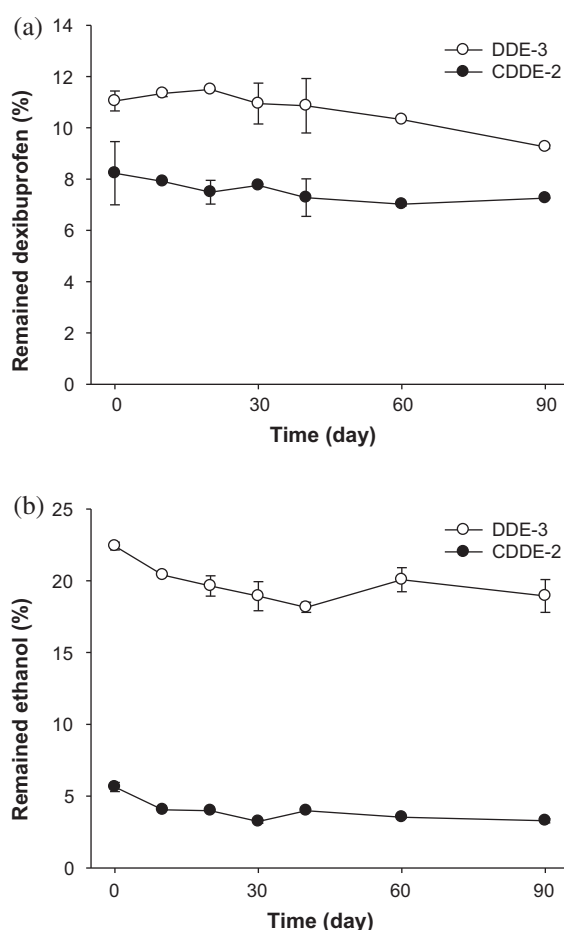 (a)
14
12
10
8
6
4
2
0
Remained dexibuprofen (%)
DDE-3
CDDE-2
0 30 60 90
Time (day)
(b)
25
20
15
10
5
0
Remained ethanol (%)
DDE-3
CDDE-2
0 30 60 90
Time (day)